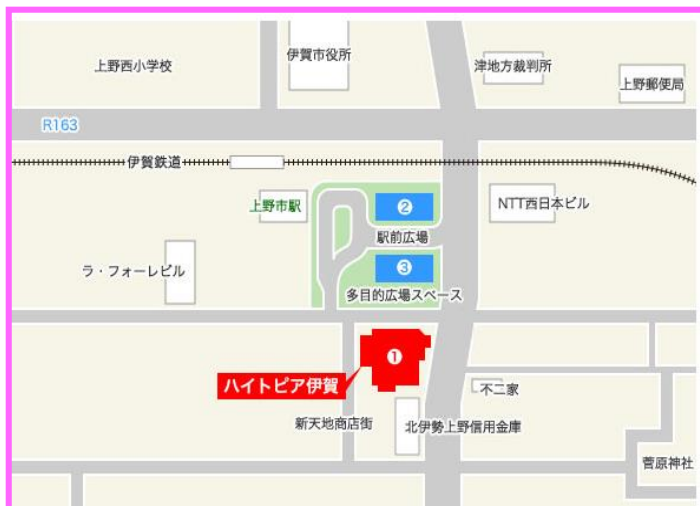 伊賀市役所
上野西小学校
津地方裁判所
上野郵便局
R163
伊賀鉄道
上野市駅
❷
NTT西日本ビル
駅前広場
❸
ラ・フォーレビル
多目的広場スペース
❶
ハイトピア伊賀
不二家
新天地商店街
北伊勢上野信用金庫
菅原神社